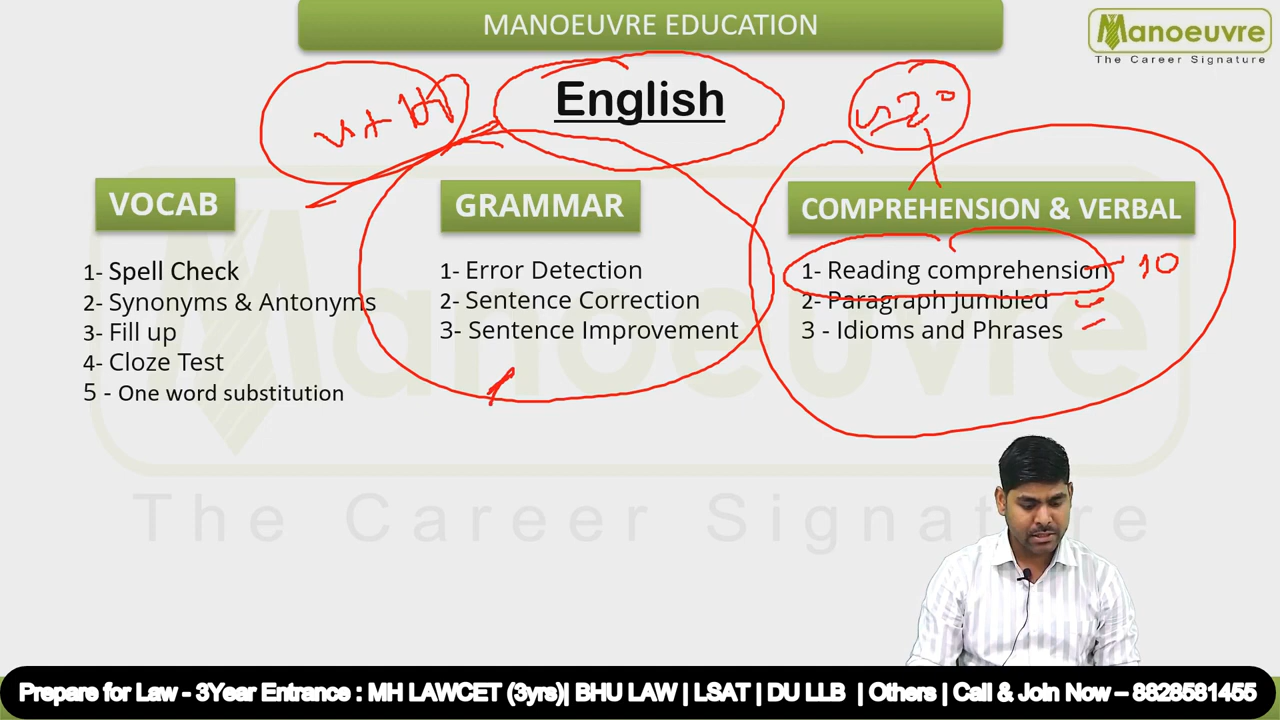 MANOEUVRE EDUCATION
Manoeuvre
The Career Signature
English
VOCAB
1- Spell Check
2- Synonyms & Antonyms
3- Fill up
4- Cloze Test
5 - One word substitution
GRAMMAR
1- Error Detection
2- Sentence Correction
3- Sentence Improvement
COMPREHENSION & VERBAL
1- Reading comprehension
10
2- Paragraph Jumbled
3 - Idioms and Phrases
Manoeuvre
The Career Signature
Prepare for Law - 3Year Entrance : MH LAWCET (3yrs)| BHU LAW | LSAT | DU LLB | Others | Call & Join Now – 8828581455